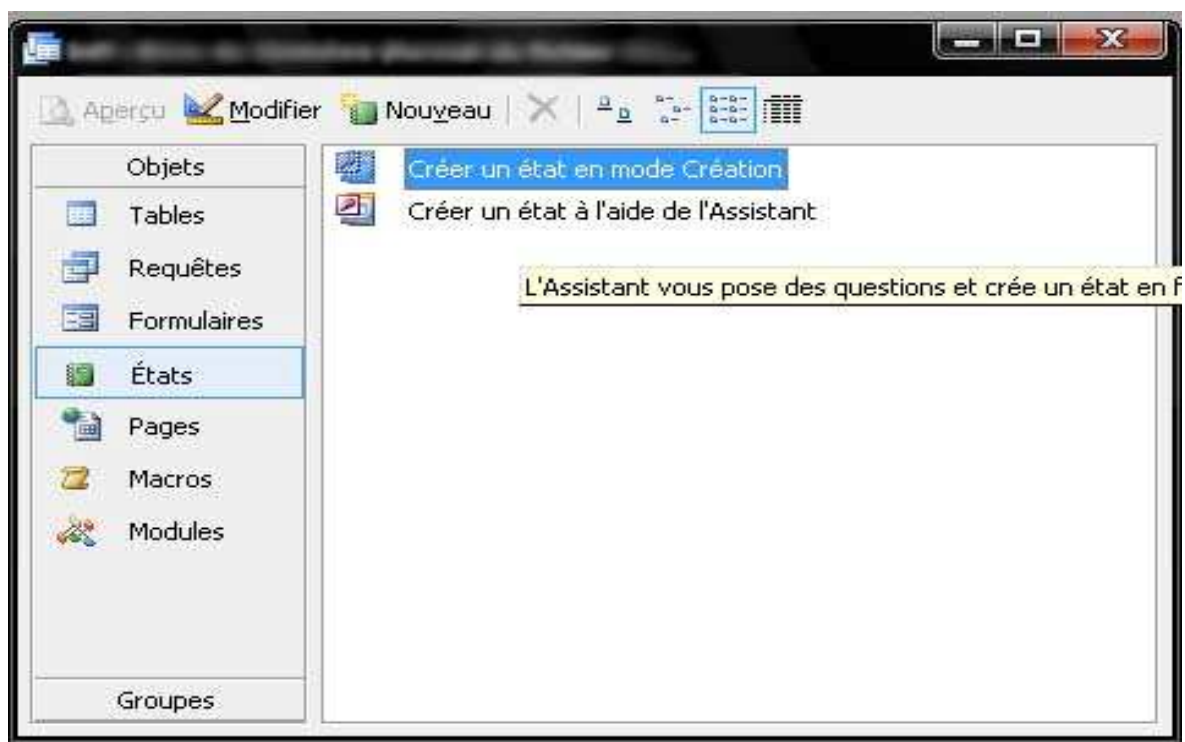 Aperçu Modifier Nouveau
Objets
Tables
Requêtes
Formulaires
États
Pages
Macros
Modules
Groupes
Créer un état en mode Création
Créer un état à l'aide de l'Assistant
L'Assistant vous pose des questions et crée un état en f